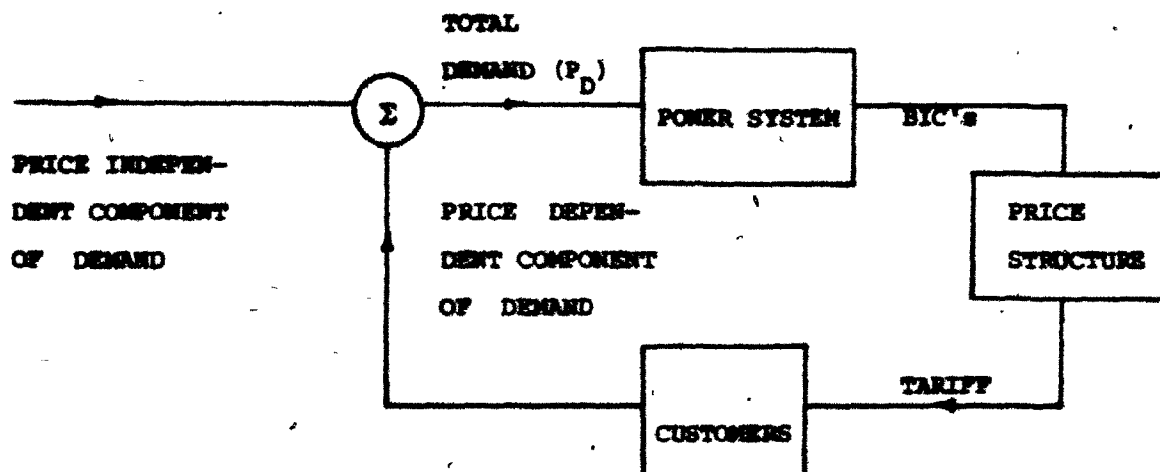 TOTAL
DEMAND (P_D)
Σ
POWER SYSTEM
BIC's
PRICE INDEPEN-
DENT COMPONENT
OF DEMAND
PRICE DEPEN-
DENT COMPONENT
OF DEMAND
PRICE
STRUCTURE
TARIFF
CUSTOMERS